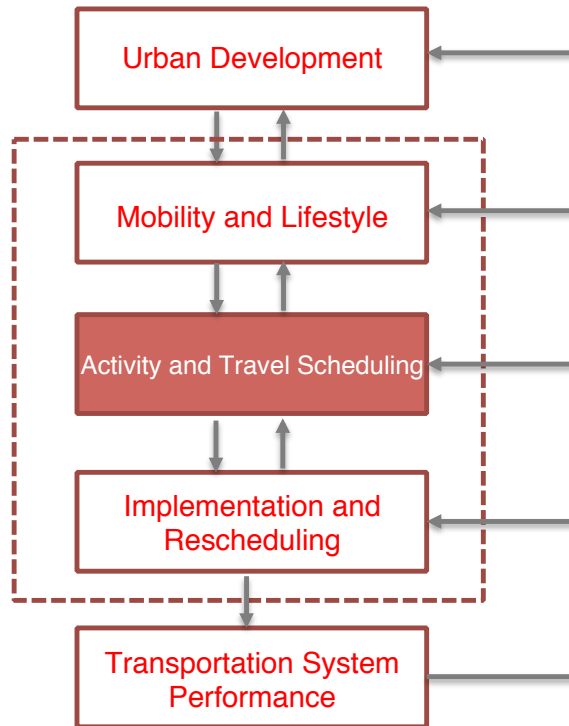 Urban Development
Mobility and Lifestyle
Activity and Travel Scheduling
Implementation and
Rescheduling
Transportation System
Performance